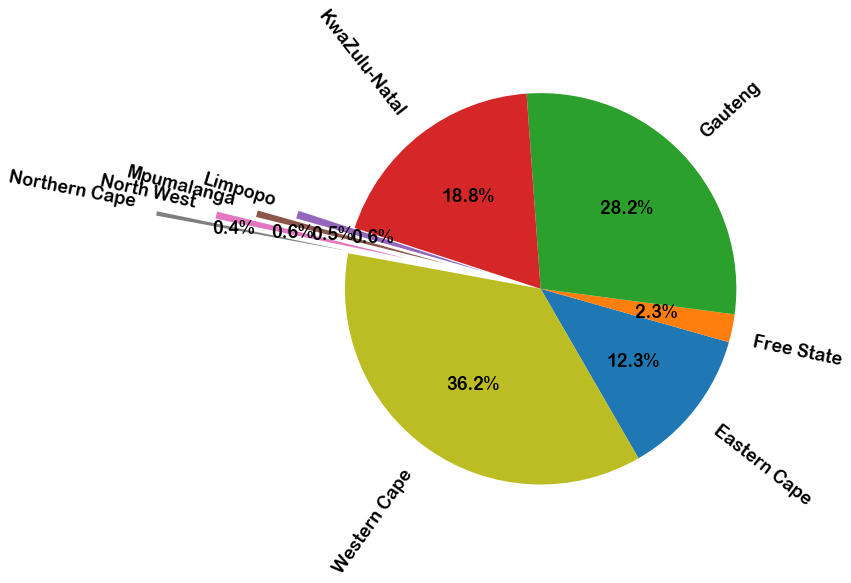 KwaZulu-Natal
Gauteng
Limpopo
Mpumalanga
North West
Northern Cape
18.8%
28.2%
0.6%
0.5%
0.6%
0.4%
2.3%
Free State
12.3%
36.2%
Eastern Cape
Western Cape